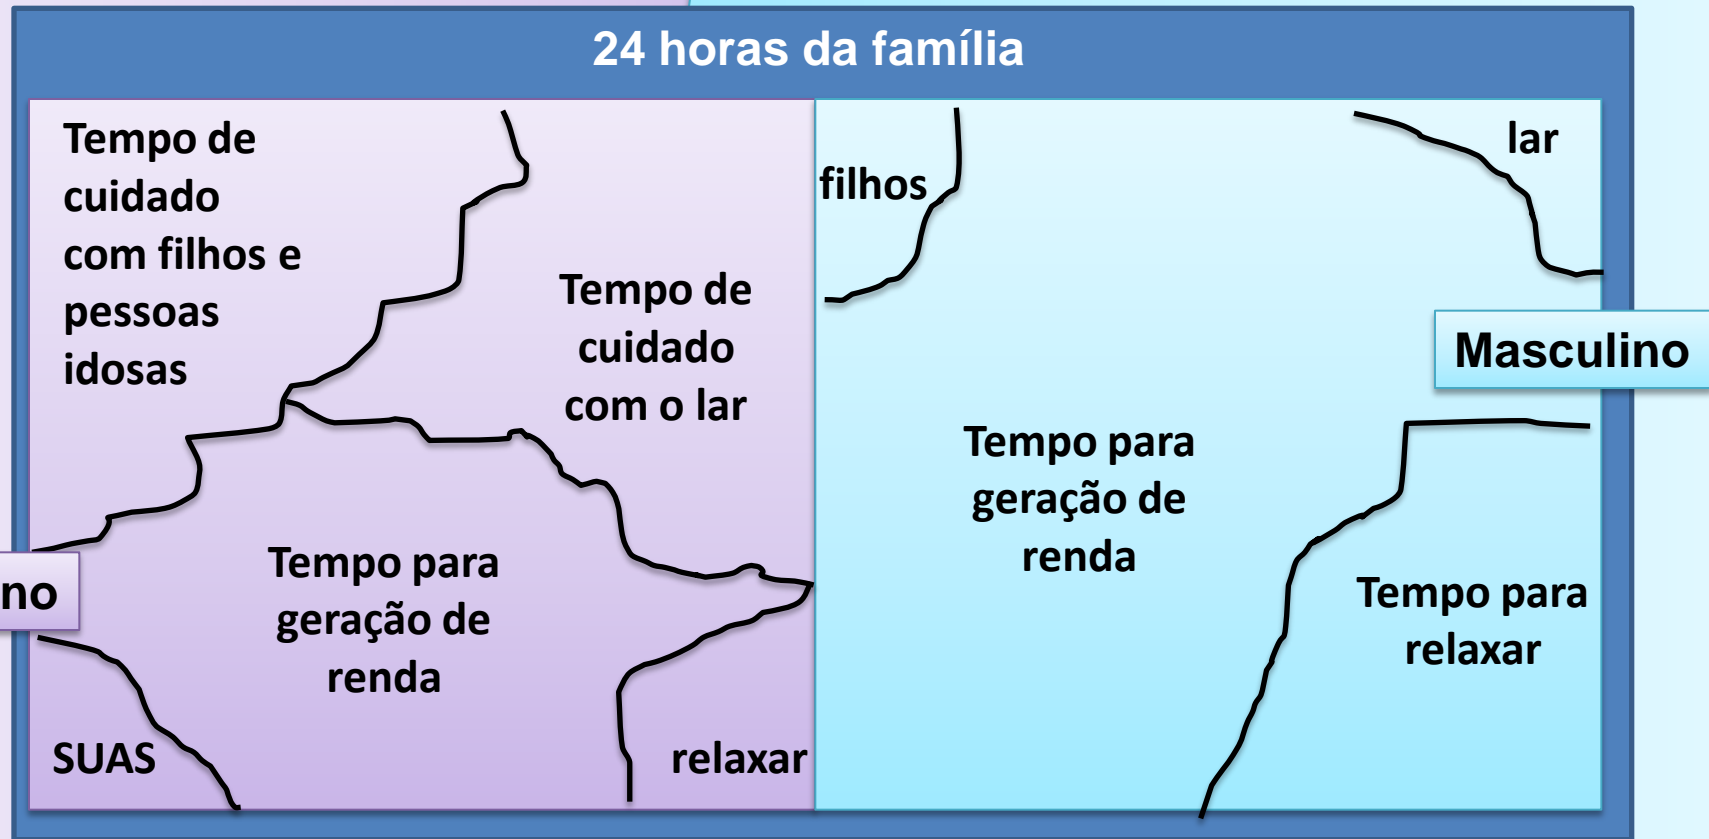 24 horas da família
Tempo de
cuidado
com filhos e
pessoas
idosas
Tempo de
cuidado
com o lar
Tempo para
geração de
renda
SUAS
relaxar
no
filhos
lar
Masculino
Tempo para
geração de
renda
Tempo para
relaxar